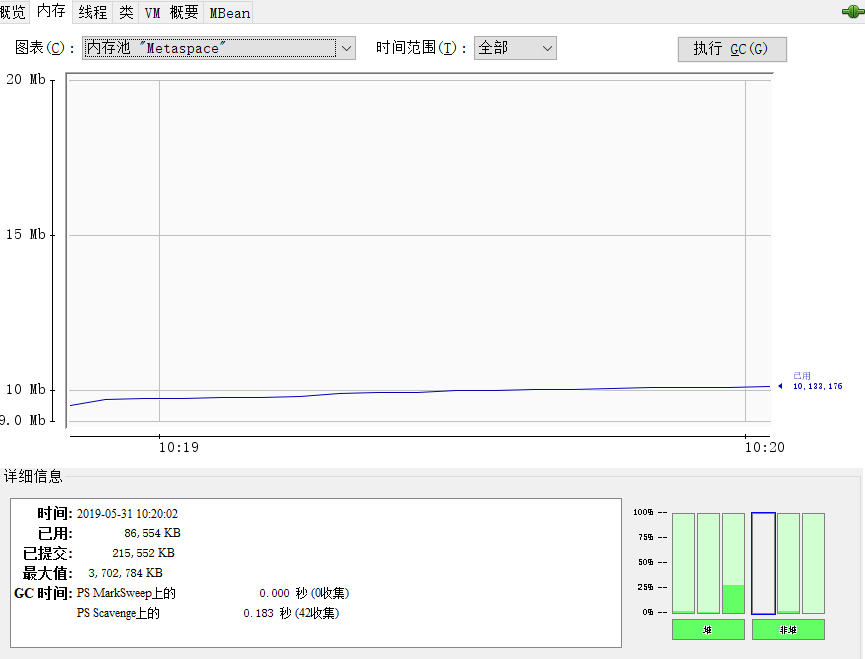 概览 内存 线程 类 VM 概要 MBean
图表(C): 内存池 "Metaspace" 时间范围(T): 全部 执行 GC(G)
20 Mb
15 Mb
10 Mb
9.0 Mb
已用
10,133,176
10:19 10:20
详细信息
时间: 2019-05-31 10:20:02
已用: 86,554 KB
已提交: 215,552 KB
最大值: 3,702,784 KB
GC 时间: PS MarkSweep上的 0.000 秒 (0收集)
PS Scavenge上的 0.183 秒 (42收集)
100% --
75% --
50% --
25% --
0% --
堆 非堆